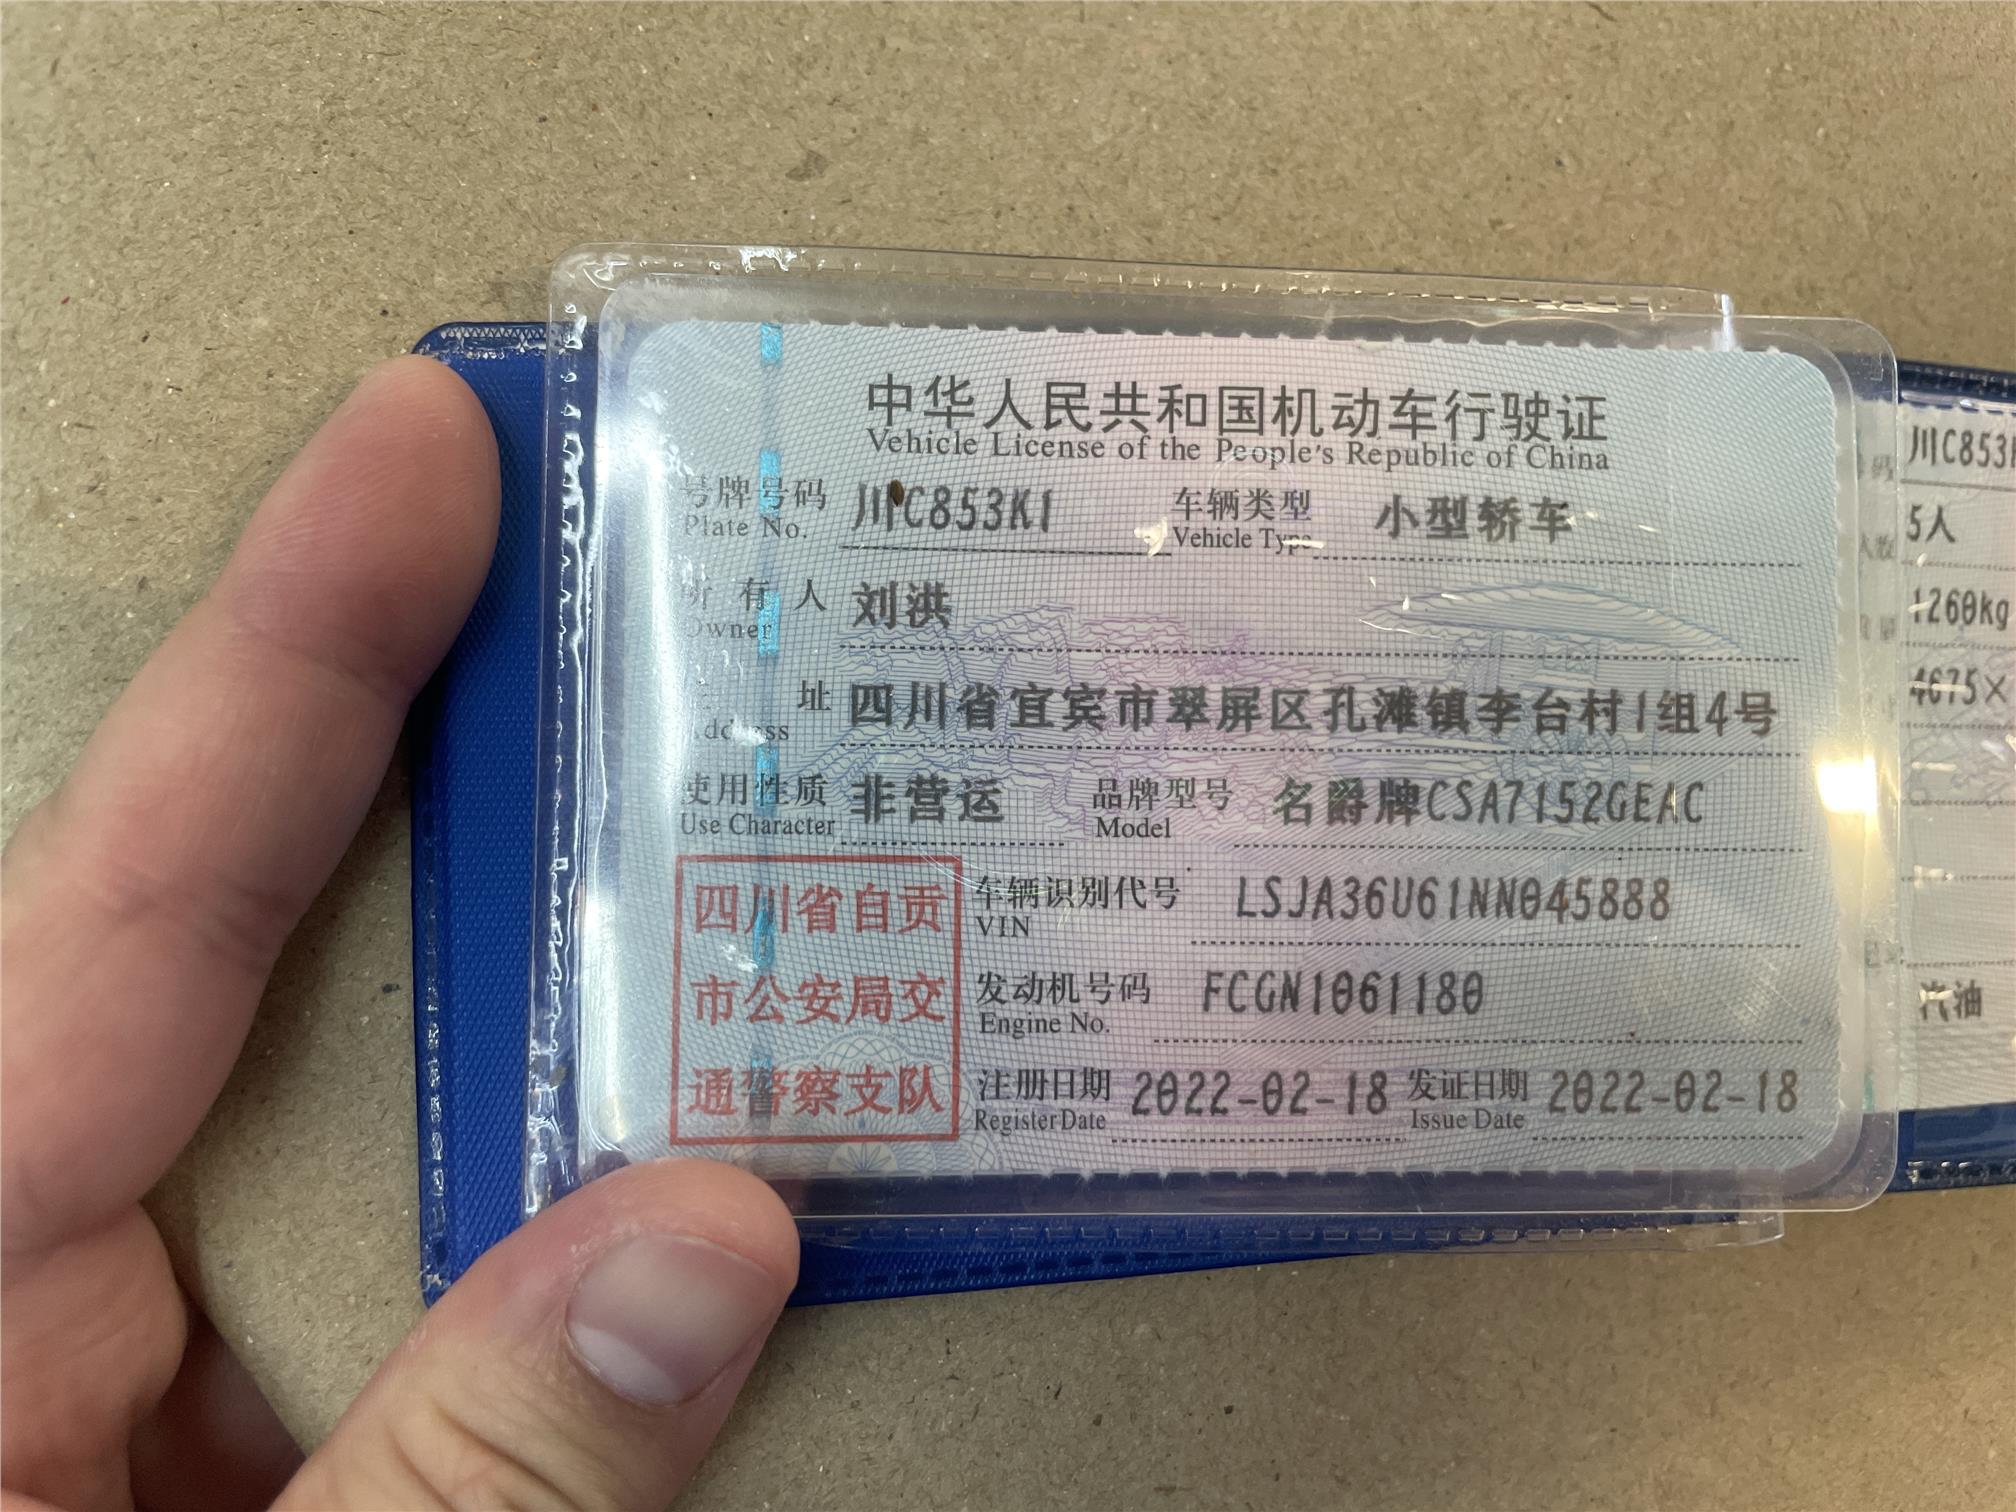 中华人民共和国机动车行驶证
Vehicle License of the People's Republic of China
号牌号码 川C853K1 车辆类型 小型轿车
Plate No. Vehicle Type
所有人 刘洪
Owner
址 四川省宜宾市翠屏区孔滩镇李台村1组4号
Address
使用性质 非营运 品牌型号 名爵牌CSA7152GEAC
Use Character Model
四川省自贡
市公安局交
通警察支队
车辆识别代号 LSJA36U61NN045888
VIN
发动机号码 FCGN1061180
Engine No.
注册日期 2022-02-18 发证日期 2022-02-18
Register Date Issue Date
川C853
5人
1260kg
4675×
汽油